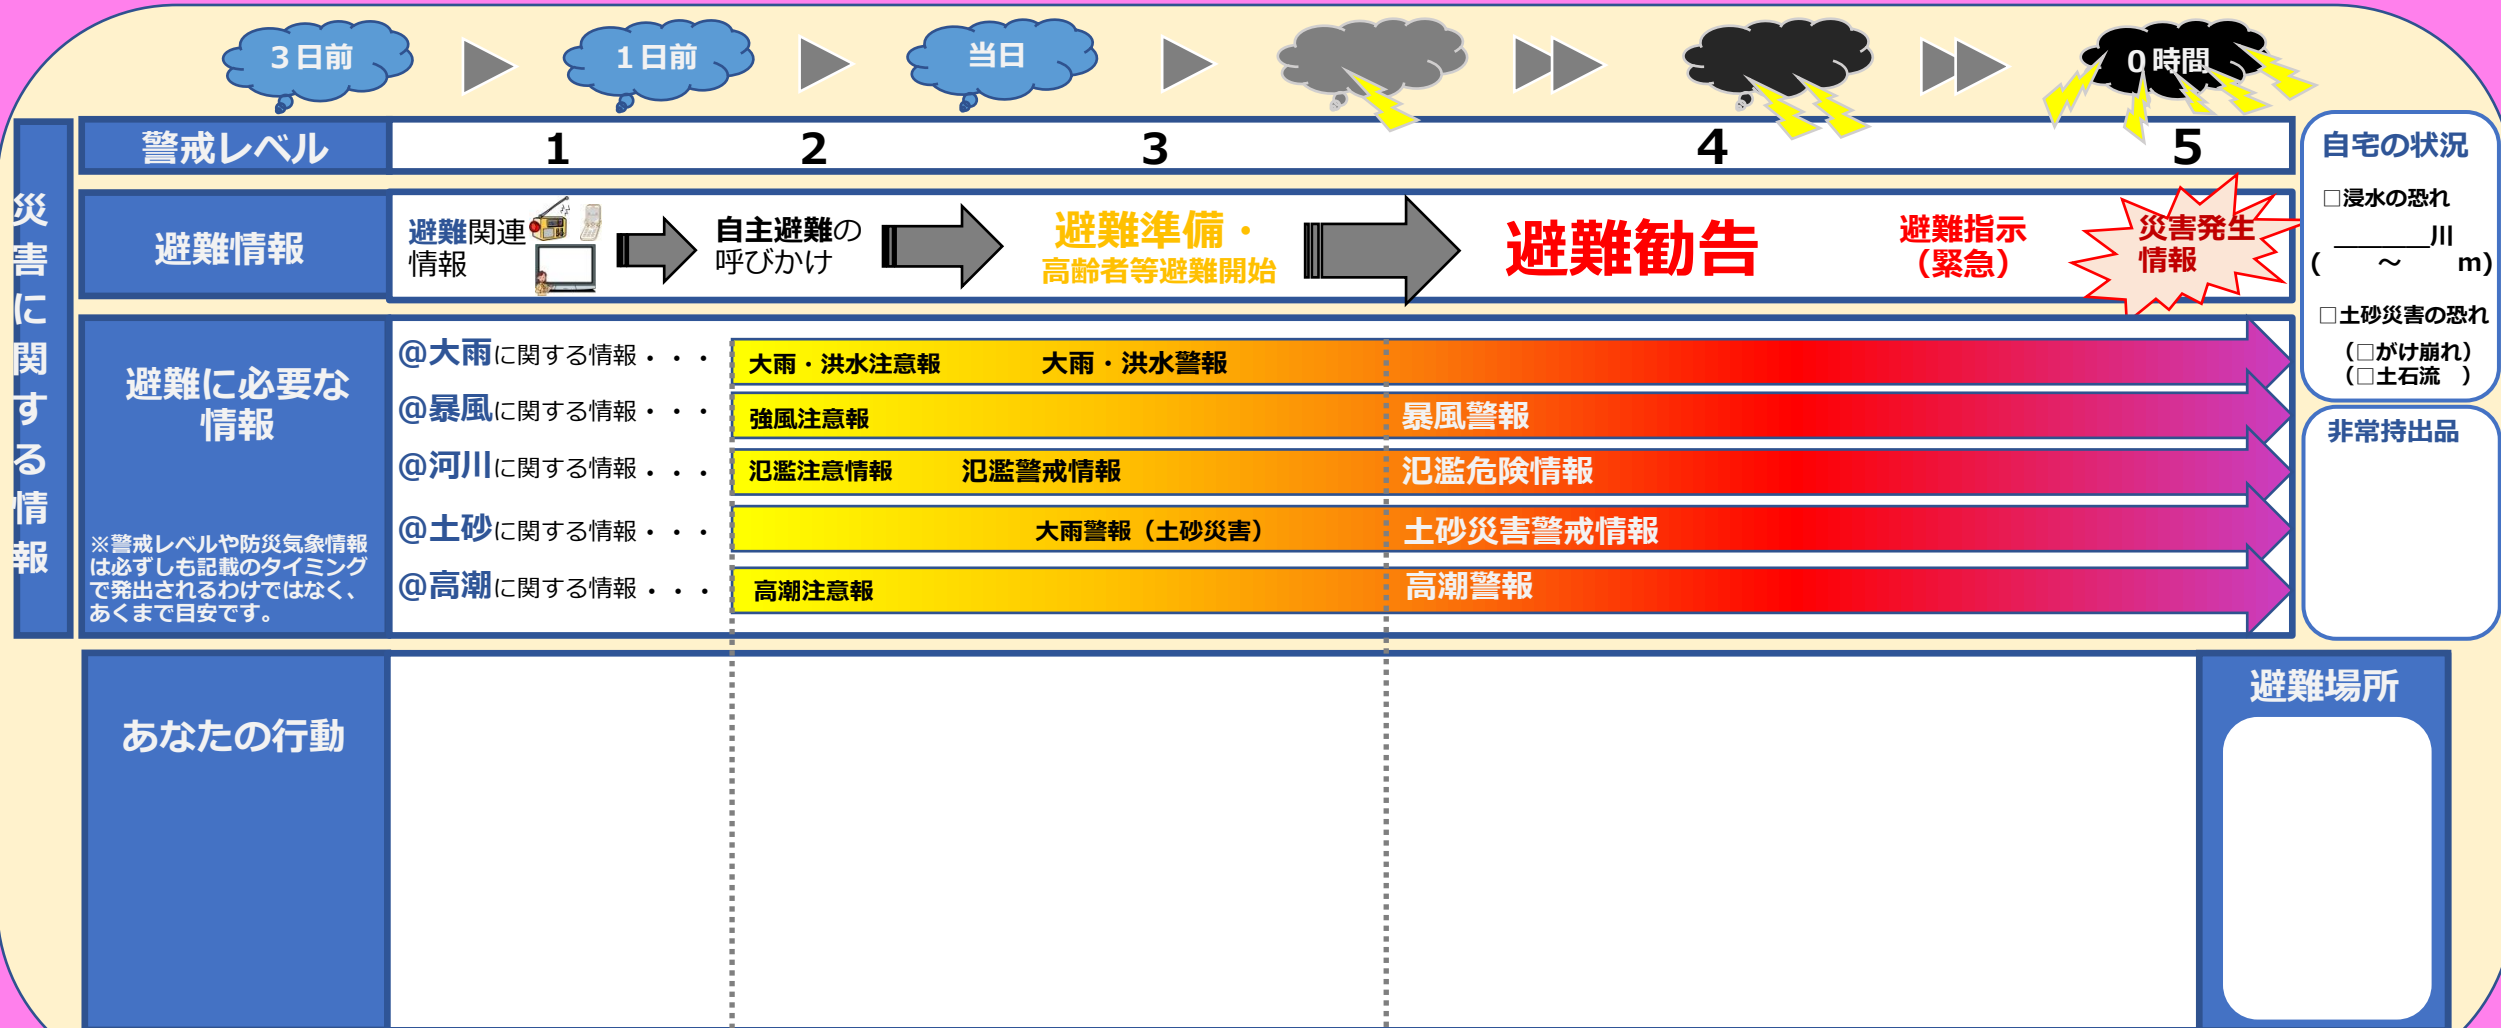 3日前
1日前
当日
0時間
災害に関する情報
警戒レベル
1
2
3
4
5
避難情報
避難関連
情報
自主避難の
呼びかけ
避難準備・
高齢者等避難開始
避難勧告
避難指示
(緊急)
災害発生
情報
避難に必要な
情報
※警戒レベルや防災気象情報
は必ずしも記載のタイミング
で発出されるわけではなく、
あくまで目安です。
@大雨に関する情報・・・
大雨・洪水注意報
大雨・洪水警報
@暴風に関する情報・・・
強風注意報
暴風警報
@河川に関する情報・・・
氾濫注意情報
氾濫警戒情報
氾濫危険情報
@土砂に関する情報・・・
大雨警報(土砂災害)
土砂災害警戒情報
@高潮に関する情報・・・
高潮注意報
高潮警報
自宅の状況
□浸水の恐れ
______川
( ～ m)
□土砂災害の恐れ
(□がけ崩れ)
(□土石流 )
非常持出品
あなたの行動
避難場所